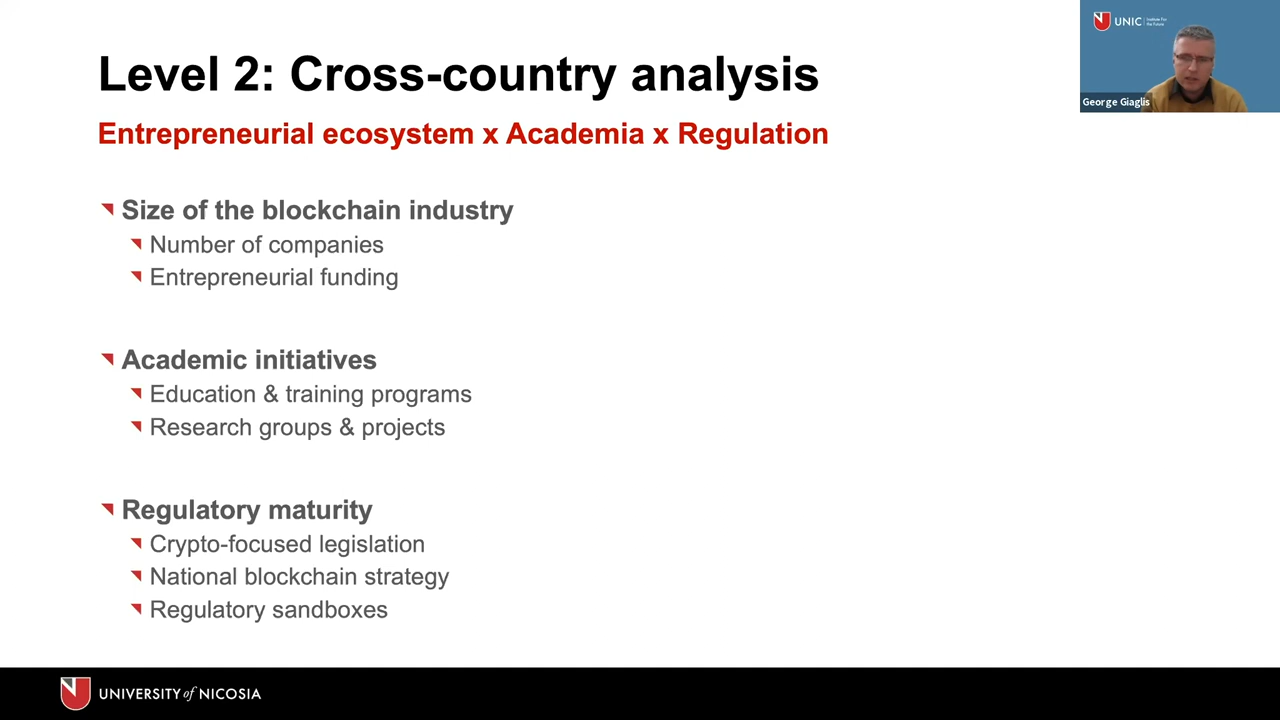 Level 2: Cross-country analysis
Entrepreneurial ecosystem x Academia x Regulation
Size of the blockchain industry
Number of companies
Entrepreneurial funding
Academic initiatives
Education & training programs
Research groups & projects
Regulatory maturity
Crypto-focused legislation
National blockchain strategy
Regulatory sandboxes
UNIVERSITY of NICOSIA
UNIC
Institute For
the Future
George Giaglis